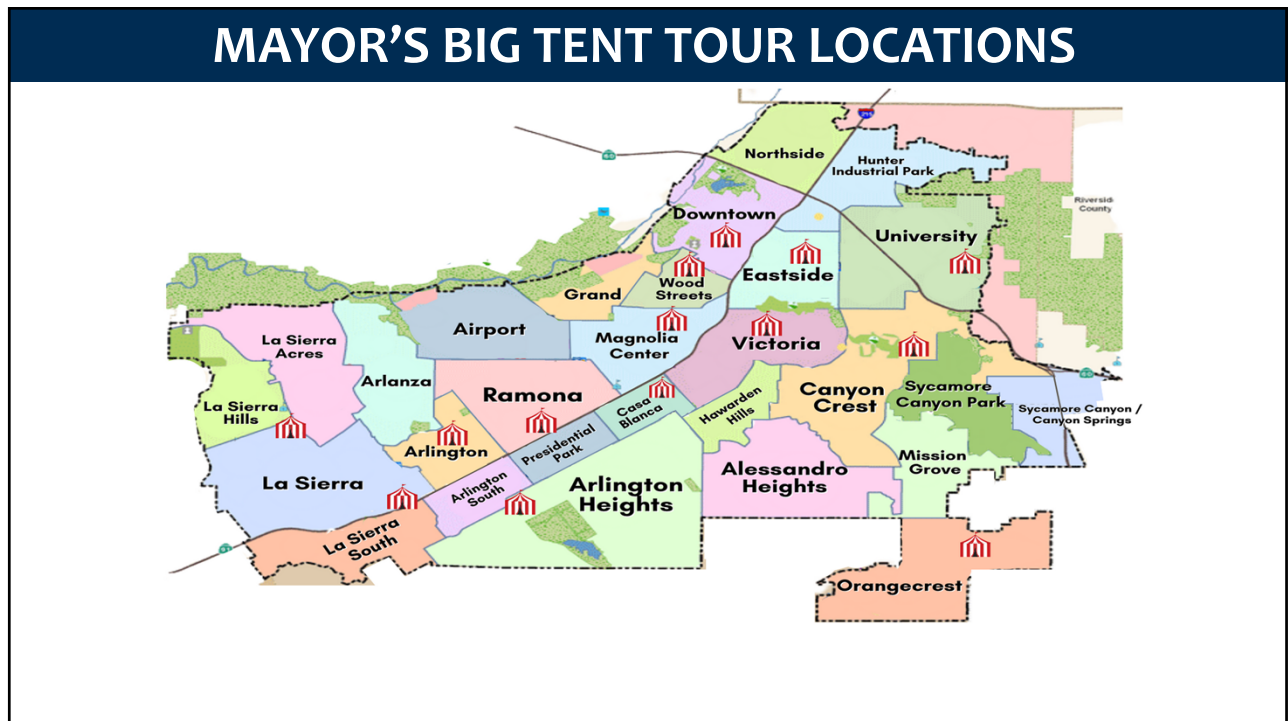 MAYOR'S BIG TENT TOUR LOCATIONS
Northside
Hunter
Industrial Park
Riversid
County
Downtown
University
Eastside
Wood
Streets
Grand
Airport
Magnolia
Center
Victoria
La Sierra
Acres
Arlanza
Ramona
Casa
Blanca
Hawarden
Hills
Canyon
Crest
Sycamore
Canyon Park
Sycamore Canyon /
Canyon Springs
La Sierra
Hills
Arlington
Presidential
Park
Mission
Grove
Alessandro
Heights
La Sierra
Arlington
South
Arlington
Heights
La Sierra
South
Orangecrest